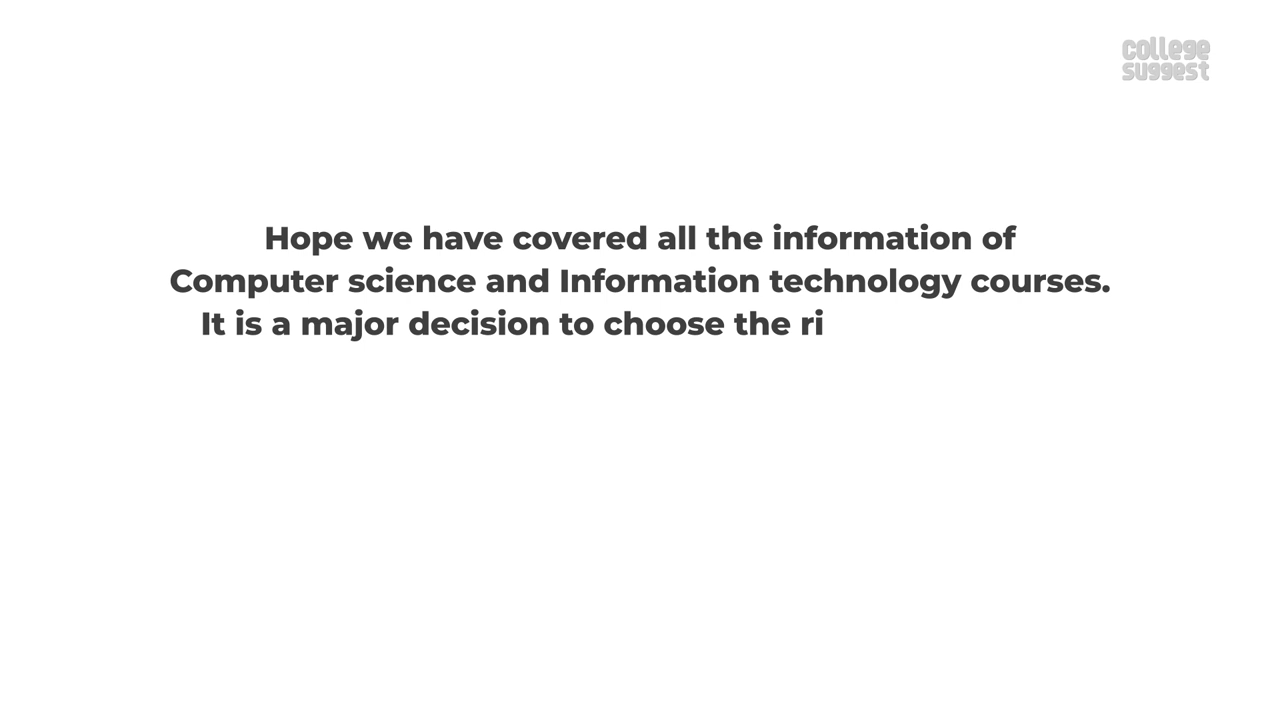 college
suggest
Hope we have covered all the information of
Computer science and Information technology courses.
It is a major decision to choose the ri